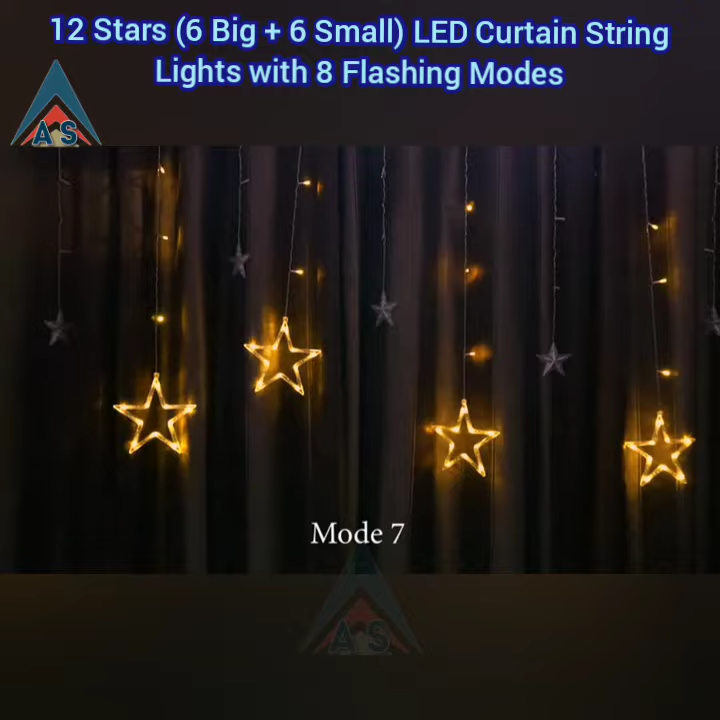 12 Stars (6 Big + 6 Small) LED Curtain String
Lights with 8 Flashing Modes
AS
Mode 7
AS